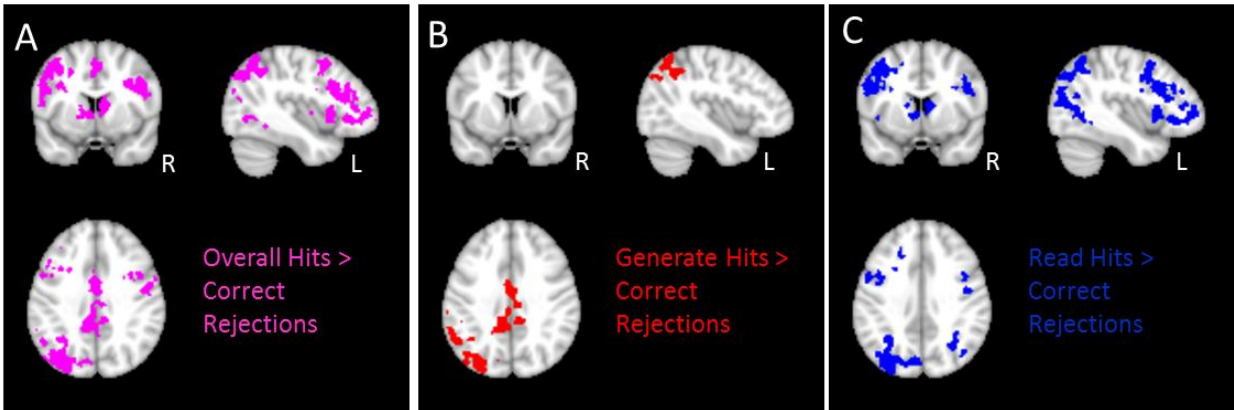 A
R
L
Overall Hits >
Correct
Rejections
B
R
L
Generate Hits >
Correct
Rejections
C
R
L
Read Hits >
Correct
Rejections